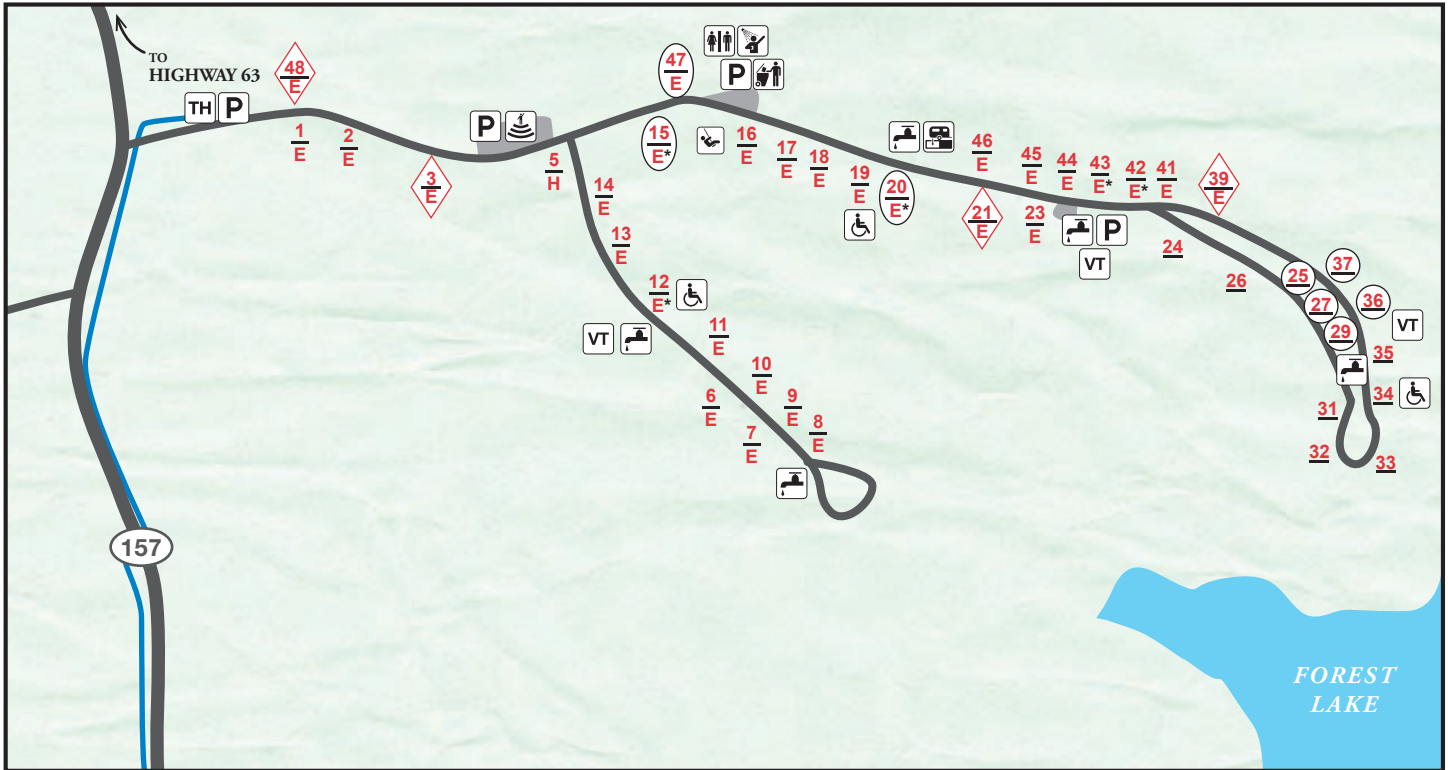 TO
HIGHWAY 63
48
E
TH P
1
E
2
E
3
E
P
5
H
47
E
P
15
E*
16
E
17
E
18
E
19
E
20
E*
46
E
21
E
45
E
44
E
43
E*
42
E*
41
E
39
E
23
E
P
VT
24
26
25
37
27
36
29
VT
35
34
31
32
33
14
E
13
E
12
E*
VT
11
E
10
E
9
E
8
E
6
E
7
E
157
FOREST
LAKE